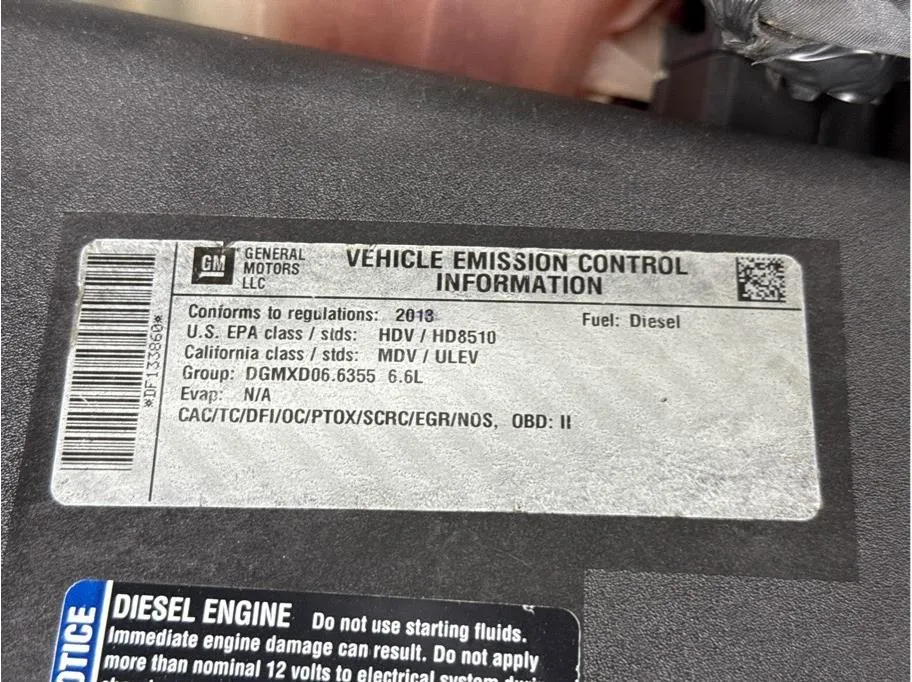 GM
GENERAL
MOTORS
LLC
VEHICLE EMISSION CONTROL
INFORMATION
*DF133860*
Conforms to regulations: 2013
Fuel: Diesel
U.S. EPA class / stds: HDV / HD8510
California class / stds: MDV / ULEV
Group: DGMXD06.6355 6.6L
Evap: N/A
CAC/TC/DFI/OC/PTOX/SCRC/EGR/NOS, OBD: II
DIESEL ENGINE Do not use starting fluids.
Immediate engine damage can result. Do not apply
more than nominal 12 volts to electrical system